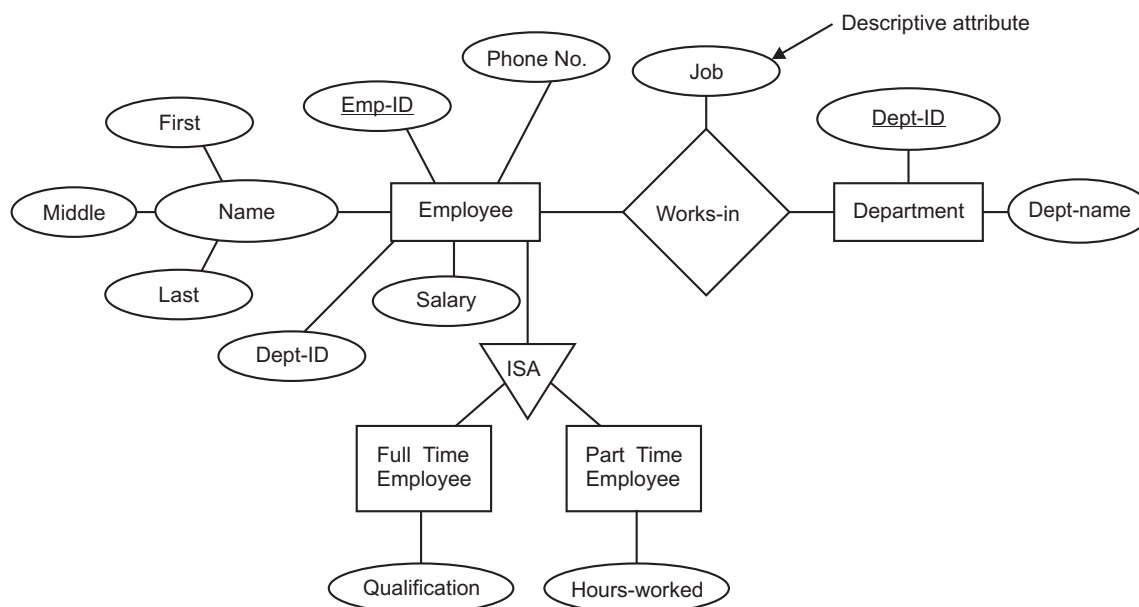 Descriptive attribute
Phone No.
Job
Emp-ID
Dept-ID
First
Middle
Name
Employee
Works-in
Department
Dept-name
Last
Salary
Dept-ID
ISA
Full Time
Employee
Part Time
Employee
Qualification
Hours-worked